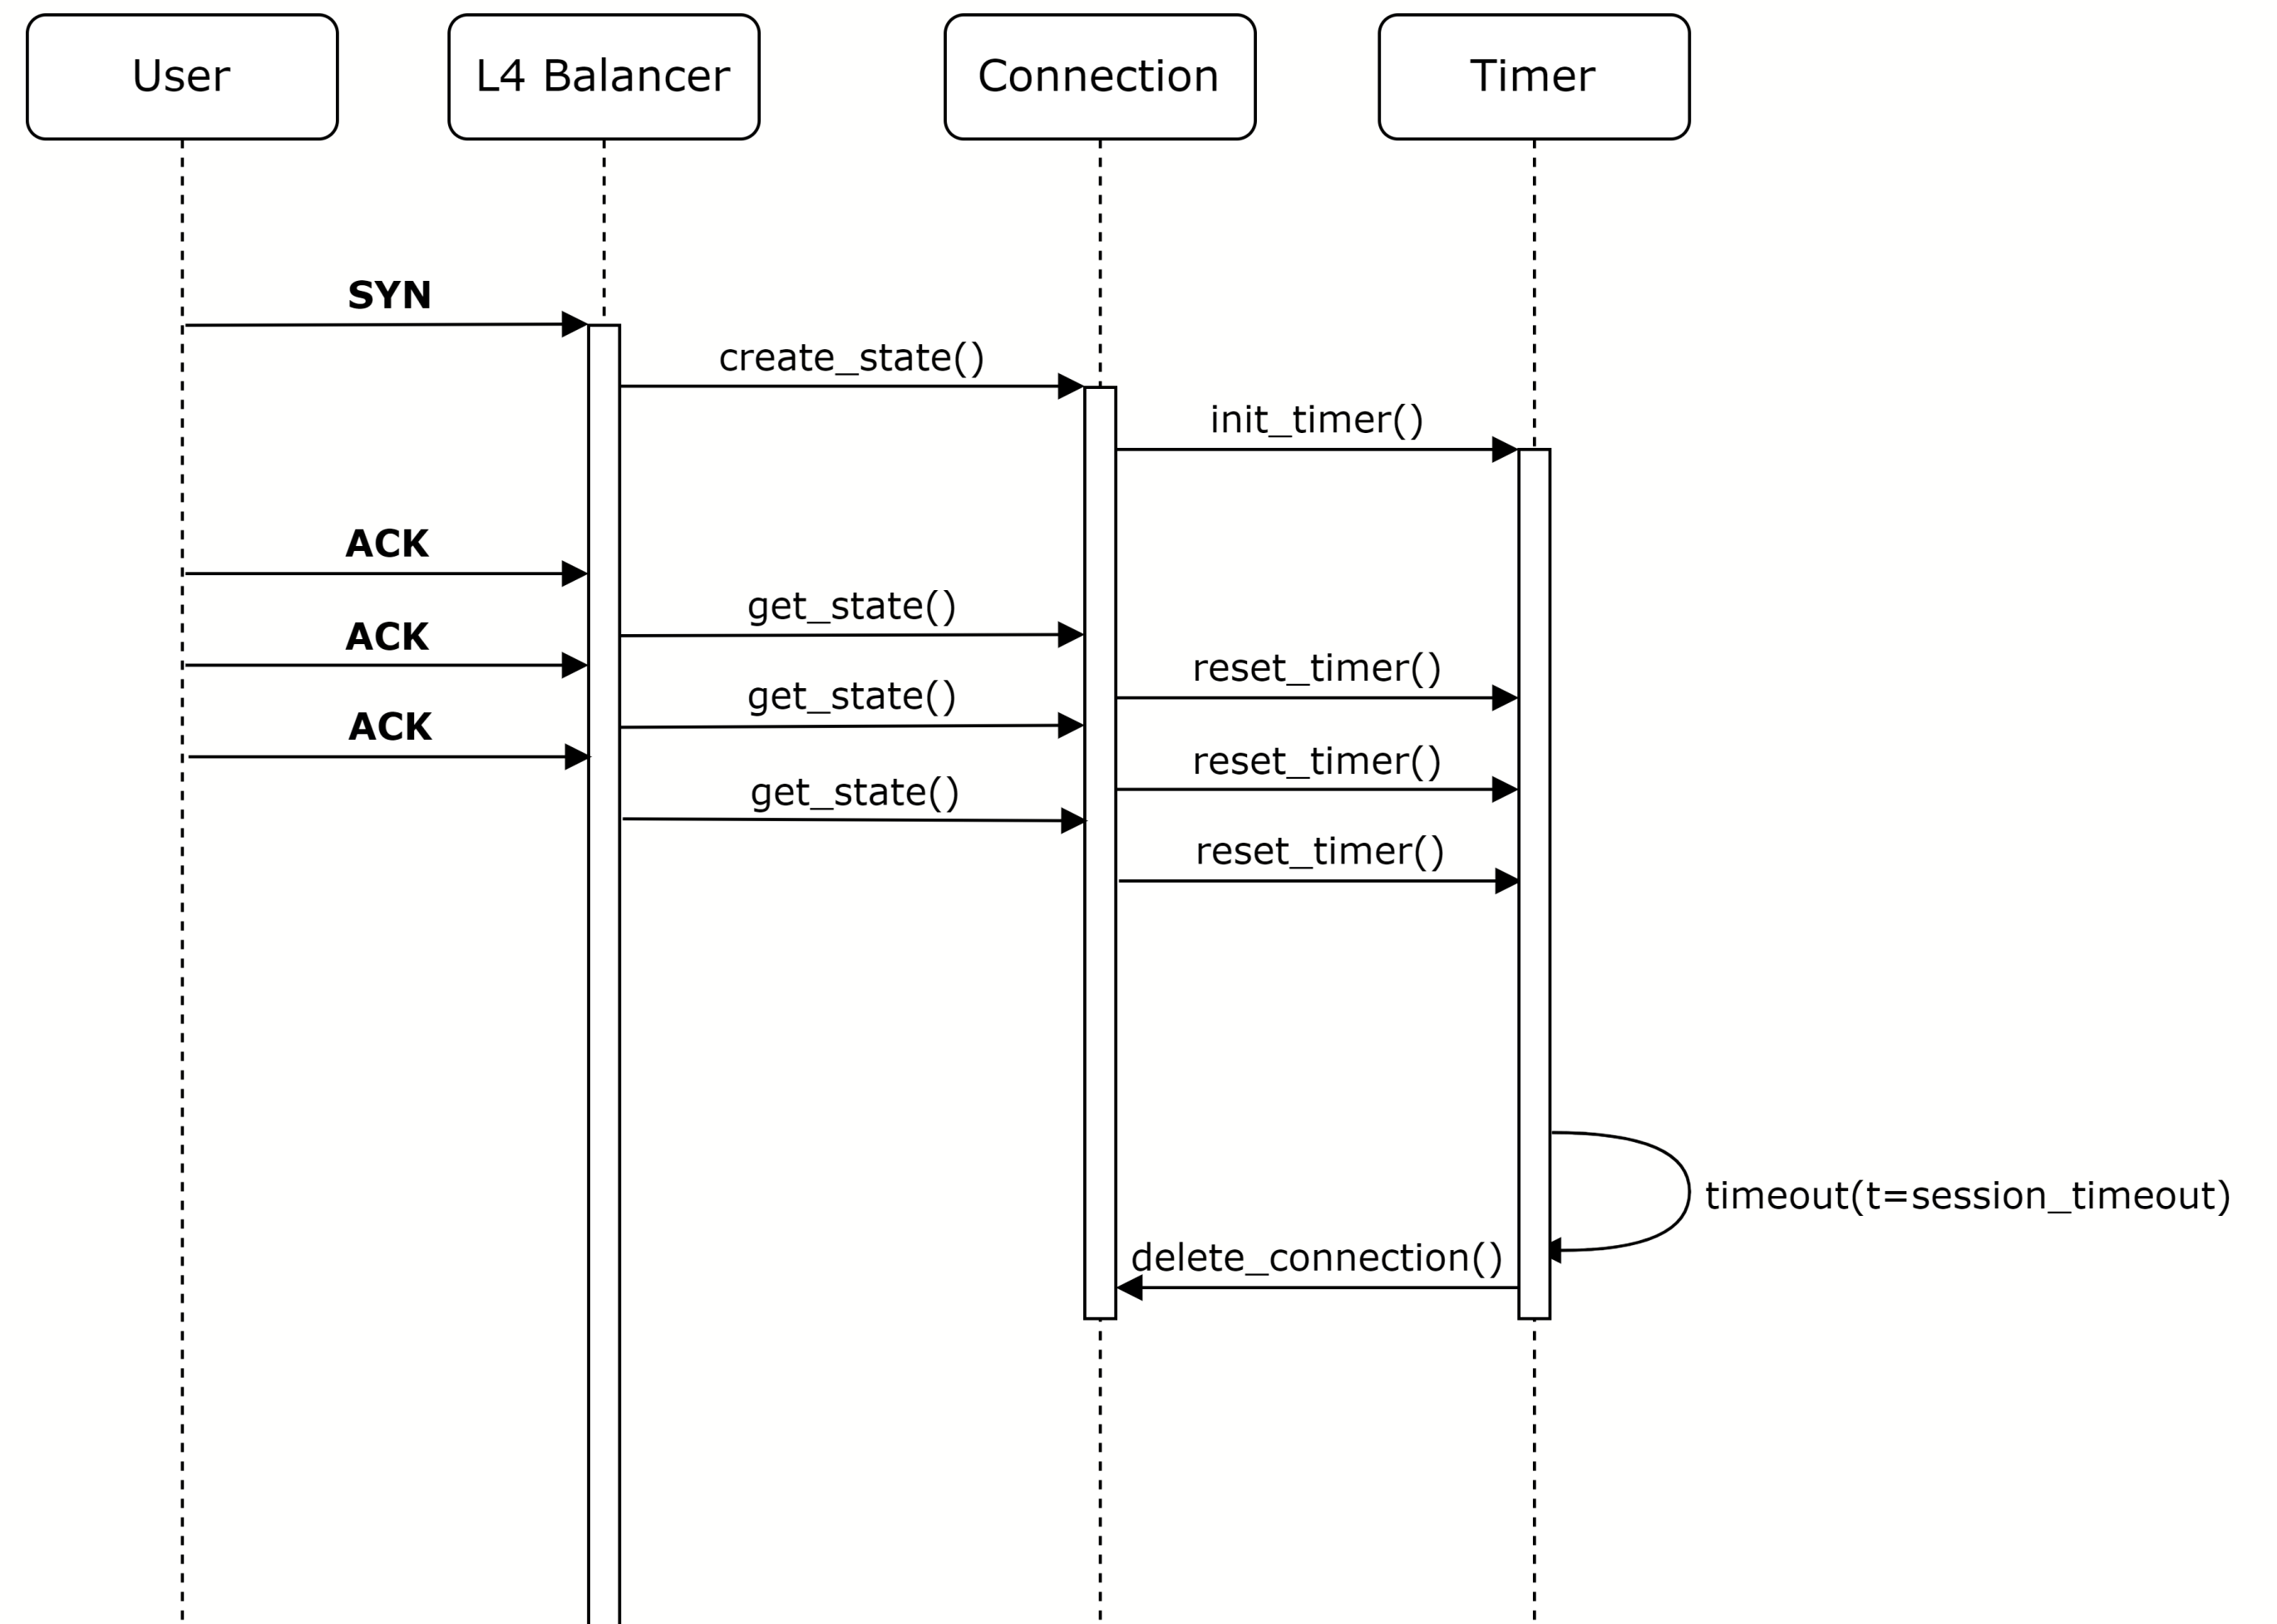 User
L4 Balancer
Connection
Timer
SYN
create_state()
init_timer()
ACK
get_state()
ACK
reset_timer()
get_state()
ACK
reset_timer()
get_state()
reset_timer()
timeout(t=session_timeout)
delete_connection()